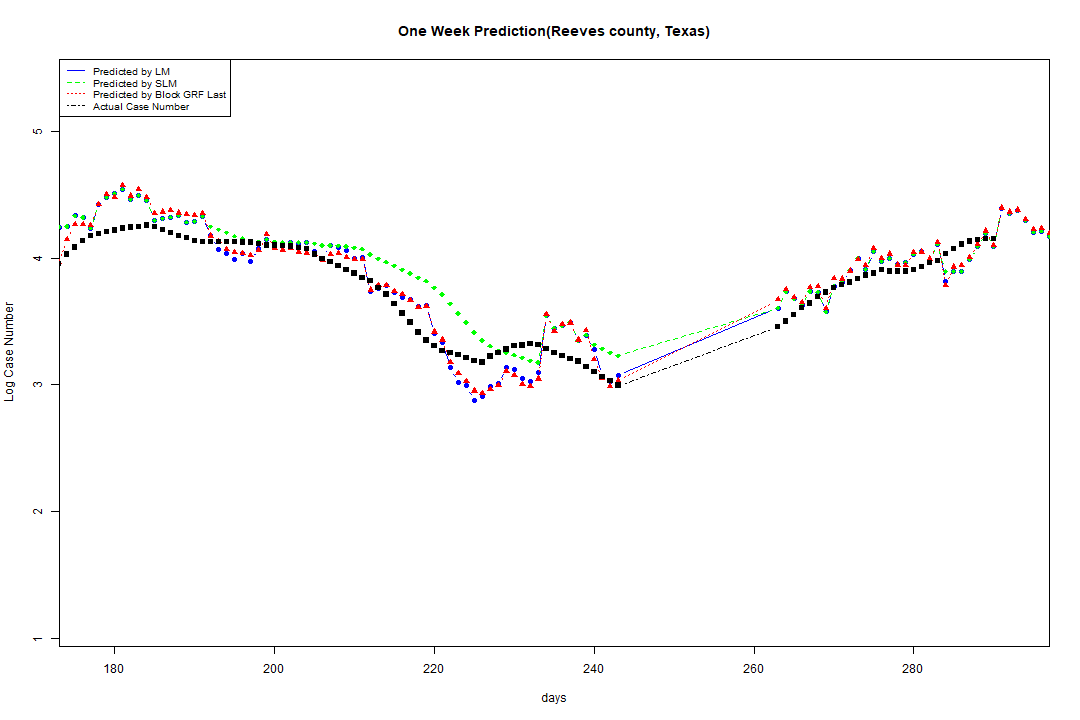 One Week Prediction(Reeves county, Texas)
Predicted by LM
Predicted by SLM
Predicted by Block GRF Last
Actual Case Number
5
4
3
2
1
Log Case Number
180 200 220 240 260 280
days